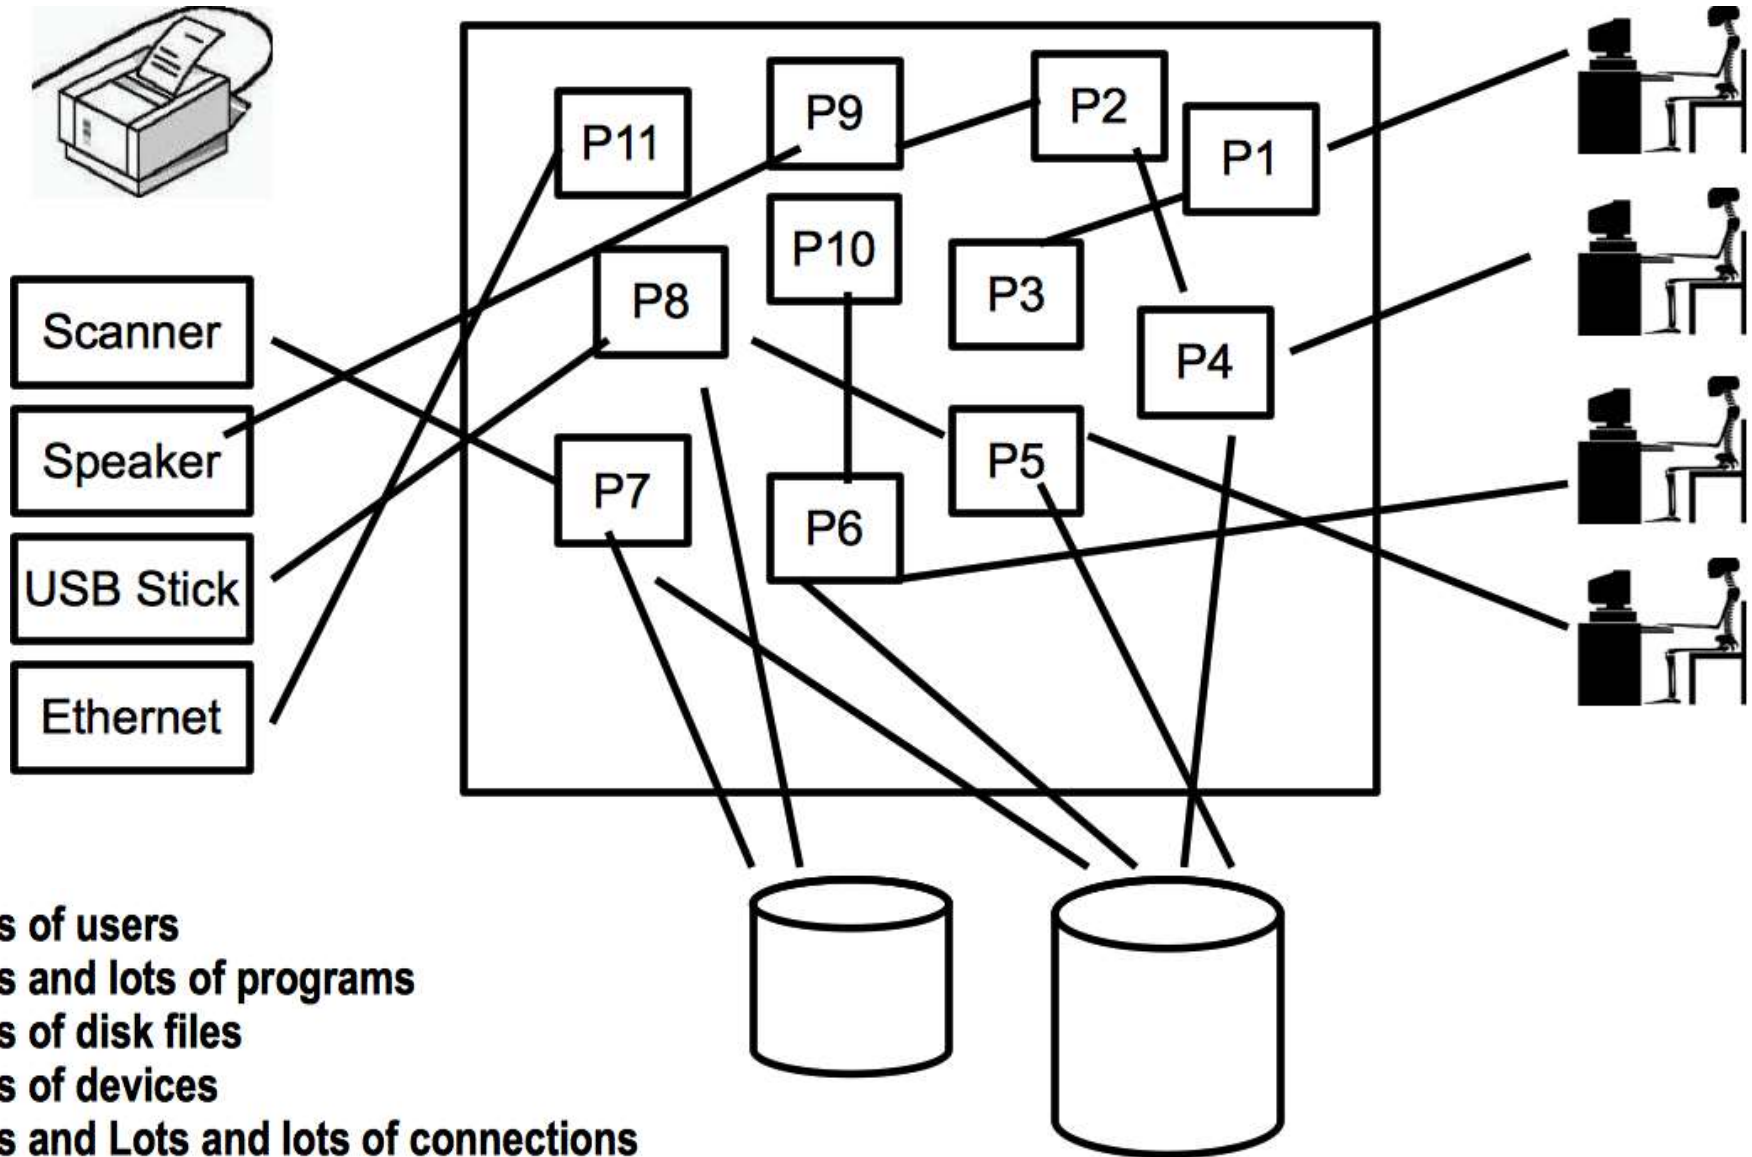 P11
P9
P2
P1
P10
P8
P3
P4
P7
P6
P5
Scanner
Speaker
USB Stick
Ethernet
s of users
s and lots of programs
s of disk files
s of devices
s and Lots and lots of connections